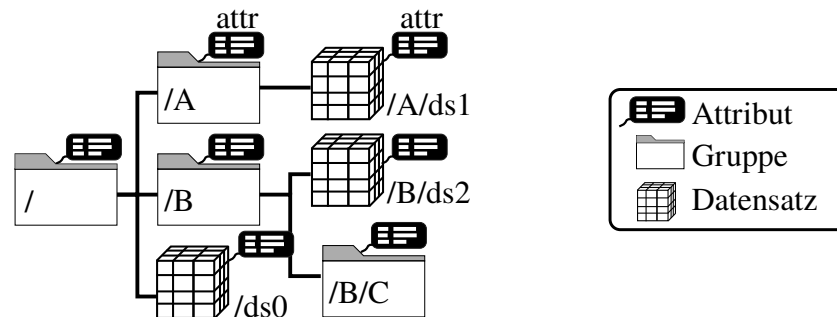 attr
attr
/A
/A/ds1
Attribut
Gruppe
/
/B
/B/ds2
Datensatz
/ds0
/B/C